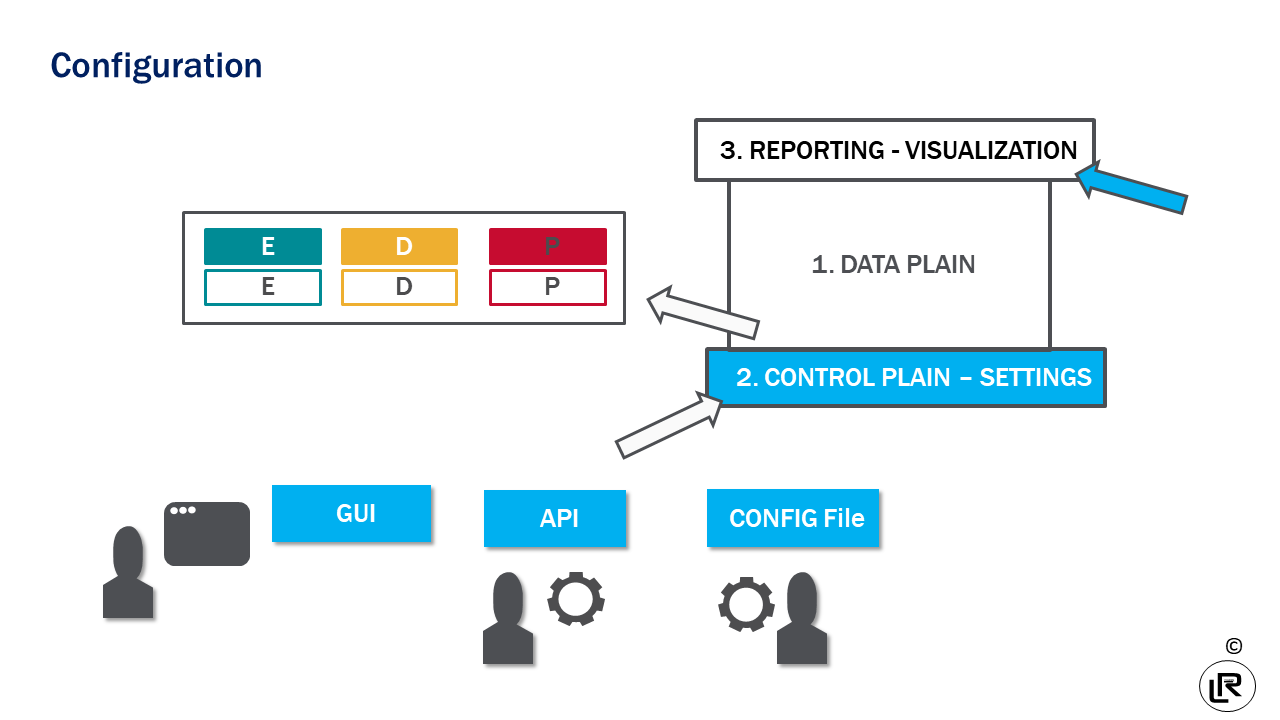 Configuration
3. REPORTING - VISUALIZATION
E D P
E D P
1. DATA PLAIN
2. CONTROL PLAIN – SETTINGS
GUI
API
CONFIG File
©
LR